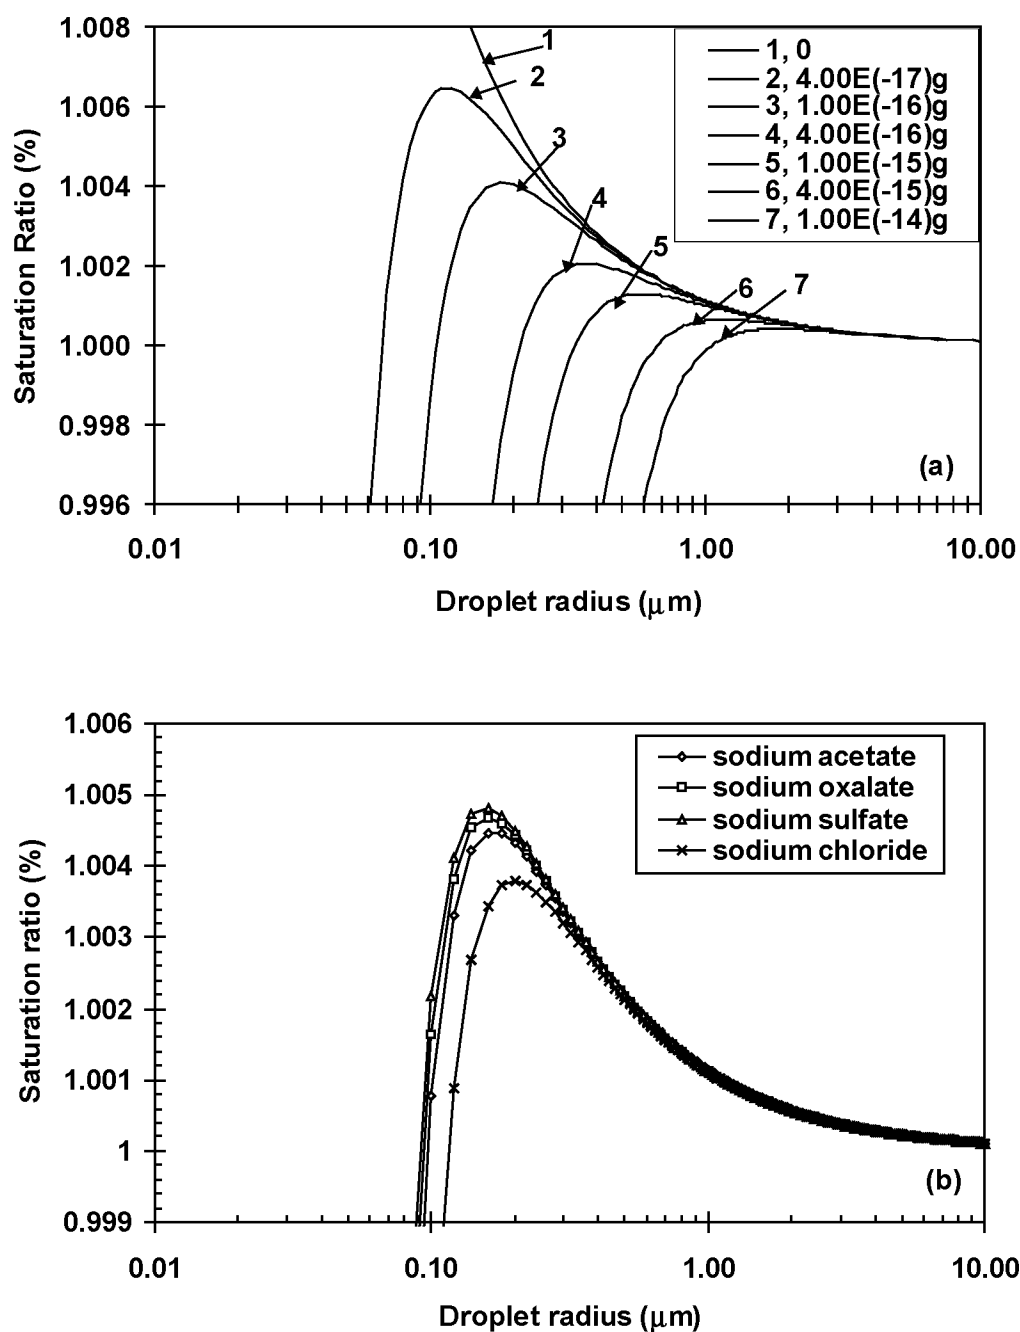 1.008
1.006
1.004
1.002
1.000
0.998
0.996
Saturation Ratio (%)
1
2
3
4
5
6
7
1, 0
2, 4.00E(-17)g
3, 1.00E(-16)g
4, 4.00E(-16)g
5, 1.00E(-15)g
6, 4.00E(-15)g
7, 1.00E(-14)g
(a)
0.01 0.10 1.00 10.00
Droplet radius (μm)
1.006
1.005
1.004
1.003
1.002
1.001
1
0.999
Saturation ratio (%)
sodium acetate
sodium oxalate
sodium sulfate
sodium chloride
(b)
0.01 0.10 1.00 10.00
Droplet radius (μm)